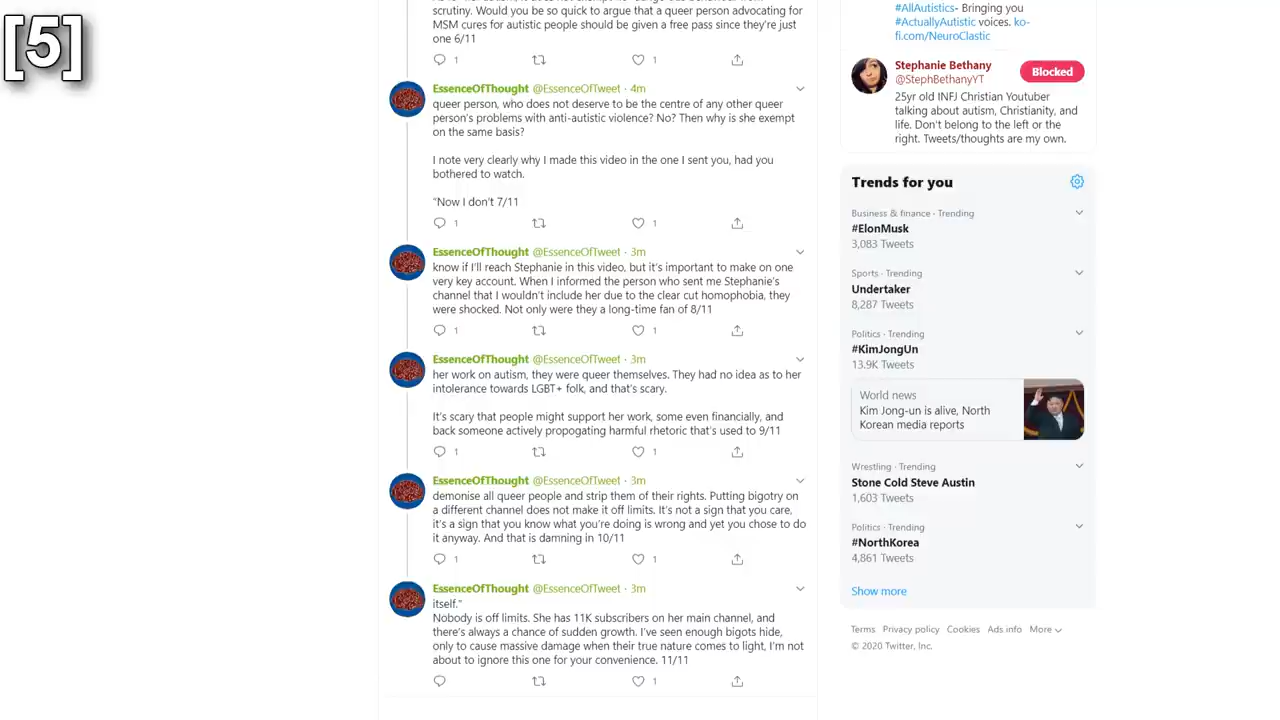 [5]
scrutiny. Would you be so quick to argue that a queer person advocating for
MSM cures for autistic people should be given a free pass since they're just
one 6/11
1
1
EssenceOfThought @EssenceOfTweet · 4m
queer person, who does not deserve to be the centre of any other queer
person's problems with anti-autistic violence? No? Then why is she exempt
on the same basis?
I note very clearly why I made this video in the one I sent you, had you
bothered to watch.
"Now I don't 7/11
1
1
EssenceOfThought @EssenceOfTweet · 3m
know if I'll reach Stephanie in this video, but it's important to make on one
very key account. When I informed the person who sent me Stephanie's
channel that I wouldn't include her due to the clear cut homophobia, they
were shocked. Not only were they a long-time fan of 8/11
1
1
EssenceOfThought @EssenceOfTweet · 3m
her work on autism, they were queer themselves. They had no idea as to her
intolerance towards LGBT+ folk, and that's scary.
It's scary that people might support her work, some even financially, and
back someone actively propogating harmful rhetoric that's used to 9/11
1
1
EssenceOfThought @EssenceOfTweet · 3m
demonise all queer people and strip them of their rights. Putting bigotry on
a different channel does not make it off limits. It's not a sign that you care,
it's a sign that you know what you're doing is wrong and yet you chose to do
it anyway. And that is damning in 10/11
1
1
EssenceOfThought @EssenceOfTweet · 3m
itself."
Nobody is off limits. She has 11K subscribers on her main channel, and
there's always a chance of sudden growth. I've seen enough bigots hide,
only to cause massive damage when their true nature comes to light, I'm not
about to ignore this one for your convenience. 11/11
1
#AllAutistics- Bringing you
#ActuallyAutistic voices. ko-
fi.com/NeuroClastic
Stephanie Bethany
@StephBethanyYT
Blocked
25yr old INFJ Christian Youtuber
talking about autism, Christianity, and
life. Don't belong to the left or the
right. Tweets/thoughts are my own.
Trends for you
Business & finance · Trending
#ElonMusk
3,083 Tweets
Sports · Trending
Undertaker
8,287 Tweets
Politics · Trending
#KimJongUn
13.9K Tweets
World news
Kim Jong-un is alive, North
Korean media reports
Wrestling · Trending
Stone Cold Steve Austin
1,603 Tweets
Politics · Trending
#NorthKorea
4,861 Tweets
Show more
Terms Privacy policy Cookies Ads info More
© 2020 Twitter, Inc.